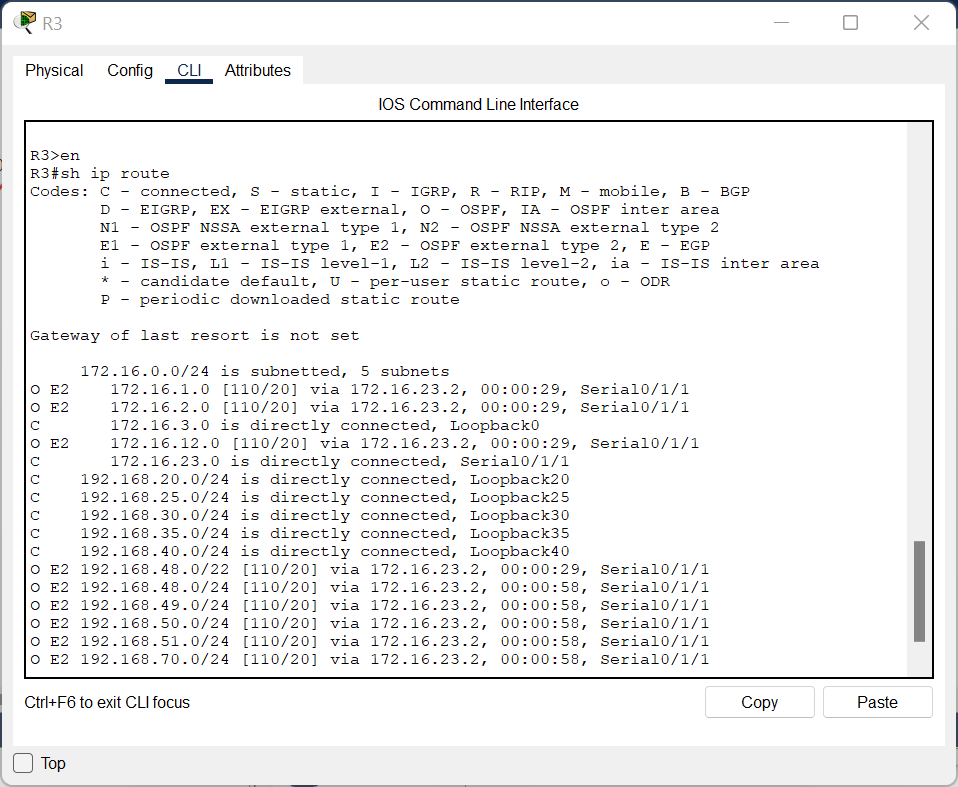 R3
Physical Config CLI Attributes
IOS Command Line Interface
R3>en
R3#sh ip route
Codes: C - connected, S - static, I - IGRP, R - RIP, M - mobile, B - BGP
       D - EIGRP, EX - EIGRP external, O - OSPF, IA - OSPF inter area
       N1 - OSPF NSSA external type 1, N2 - OSPF NSSA external type 2
       E1 - OSPF external type 1, E2 - OSPF external type 2, E - EGP
       i - IS-IS, L1 - IS-IS level-1, L2 - IS-IS level-2, ia - IS-IS inter area
       * - candidate default, U - per-user static route, o - ODR
       P - periodic downloaded static route
Gateway of last resort is not set
     172.16.0.0/24 is subnetted, 5 subnets
O E2    172.16.1.0 [110/20] via 172.16.23.2, 00:00:29, Serial0/1/1
O E2    172.16.2.0 [110/20] via 172.16.23.2, 00:00:29, Serial0/1/1
C       172.16.3.0 is directly connected, Loopback0
O E2    172.16.12.0 [110/20] via 172.16.23.2, 00:00:29, Serial0/1/1
C       172.16.23.0 is directly connected, Serial0/1/1
C    192.168.20.0/24 is directly connected, Loopback20
C    192.168.25.0/24 is directly connected, Loopback25
C    192.168.30.0/24 is directly connected, Loopback30
C    192.168.35.0/24 is directly connected, Loopback35
C    192.168.40.0/24 is directly connected, Loopback40
O E2 192.168.48.0/22 [110/20] via 172.16.23.2, 00:00:29, Serial0/1/1
O E2 192.168.48.0/24 [110/20] via 172.16.23.2, 00:00:58, Serial0/1/1
O E2 192.168.49.0/24 [110/20] via 172.16.23.2, 00:00:58, Serial0/1/1
O E2 192.168.50.0/24 [110/20] via 172.16.23.2, 00:00:58, Serial0/1/1
O E2 192.168.51.0/24 [110/20] via 172.16.23.2, 00:00:58, Serial0/1/1
O E2 192.168.70.0/24 [110/20] via 172.16.23.2, 00:00:58, Serial0/1/1
Ctrl+F6 to exit CLI focus
Copy Paste
Top